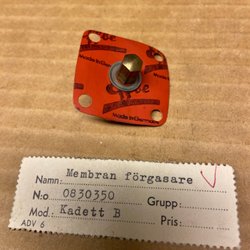 Made in Germany
Namn: Membran förgasare
N:o 0830350 Grupp:
Mod.: Kadett B Pris:
ADV 6